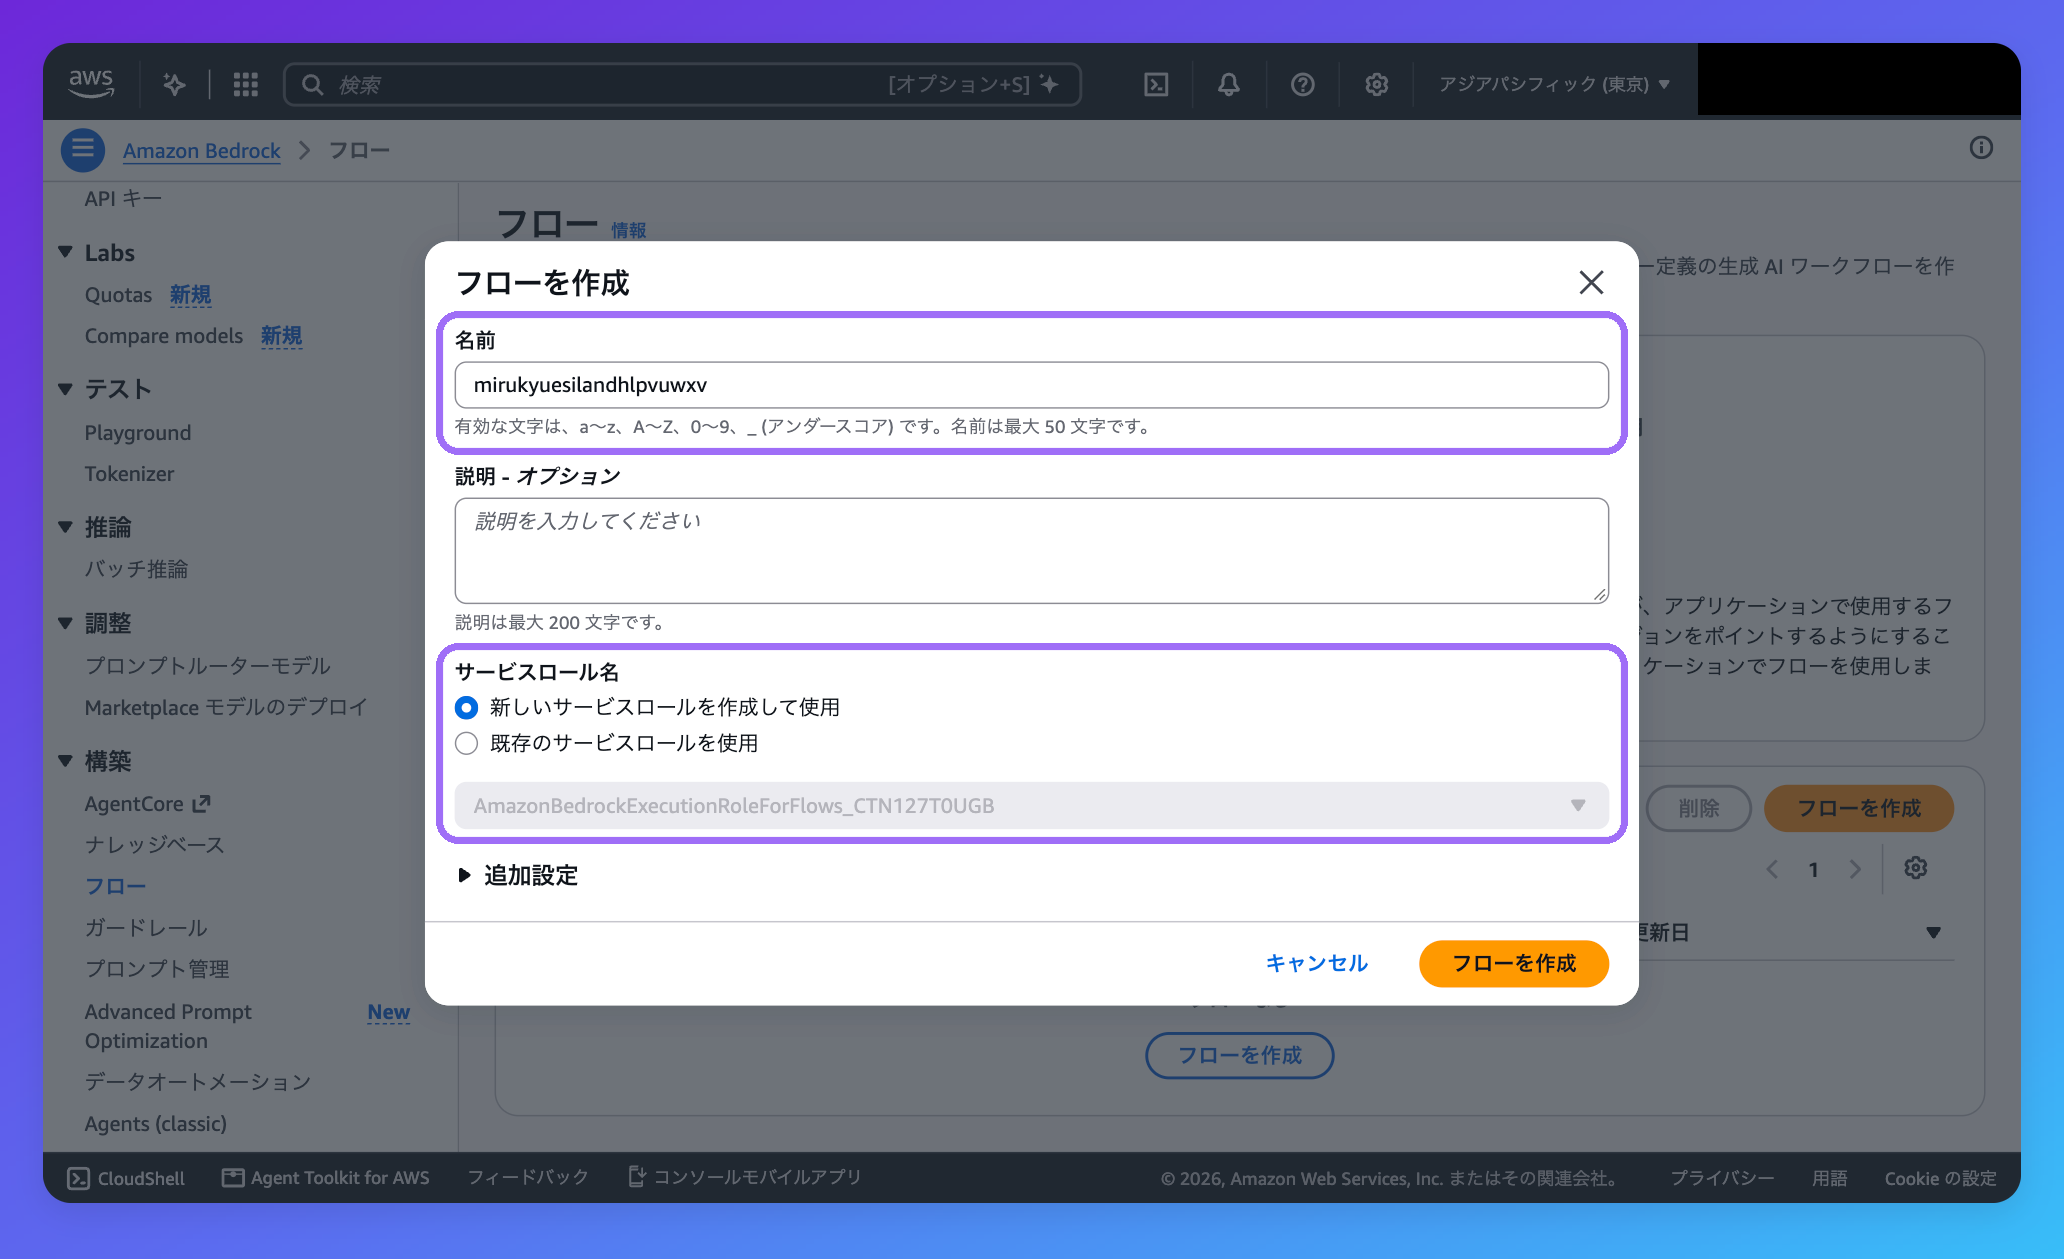 aws
検索 [オプション+S]
アジアパシフィック (東京)
Amazon Bedrock フロー
API キー
Labs
Quotas 新規
Compare models 新規
テスト
Playground
Tokenizer
推論
バッチ推論
調整
プロンプトルーターモデル
Marketplace モデルのデプロイ
構築
AgentCore
ナレッジベース
フロー
ガードレール
プロンプト管理
Advanced Prompt Optimization New
データオートメーション
Agents (classic)
フロー 情報
ー定義の生成 AI ワークフローを作
フローを作成
名前
mirukyuesilandhlpvuwxv
有効な文字は、a〜z、A〜Z、0〜9、_ (アンダースコア) です。名前は最大 50 文字です。
説明 - オプション
説明を入力してください
説明は最大 200 文字です。
サービスロール名
新しいサービスロールを作成して使用
既存のサービスロールを使用
AmazonBedrockExecutionRoleForFlows_CTN127T0UGB
追加設定
キャンセル フローを作成
、アプリケーションで使用するフ
ョンをポイントするようにするこ
ケーションでフローを使用しま
削除 フローを作成
1
更新日
フローを作成
CloudShell Agent Toolkit for AWS フィードバック コンソールモバイルアプリ
© 2026, Amazon Web Services, Inc. またはその関連会社。 プライバシー 用語 Cookie の設定